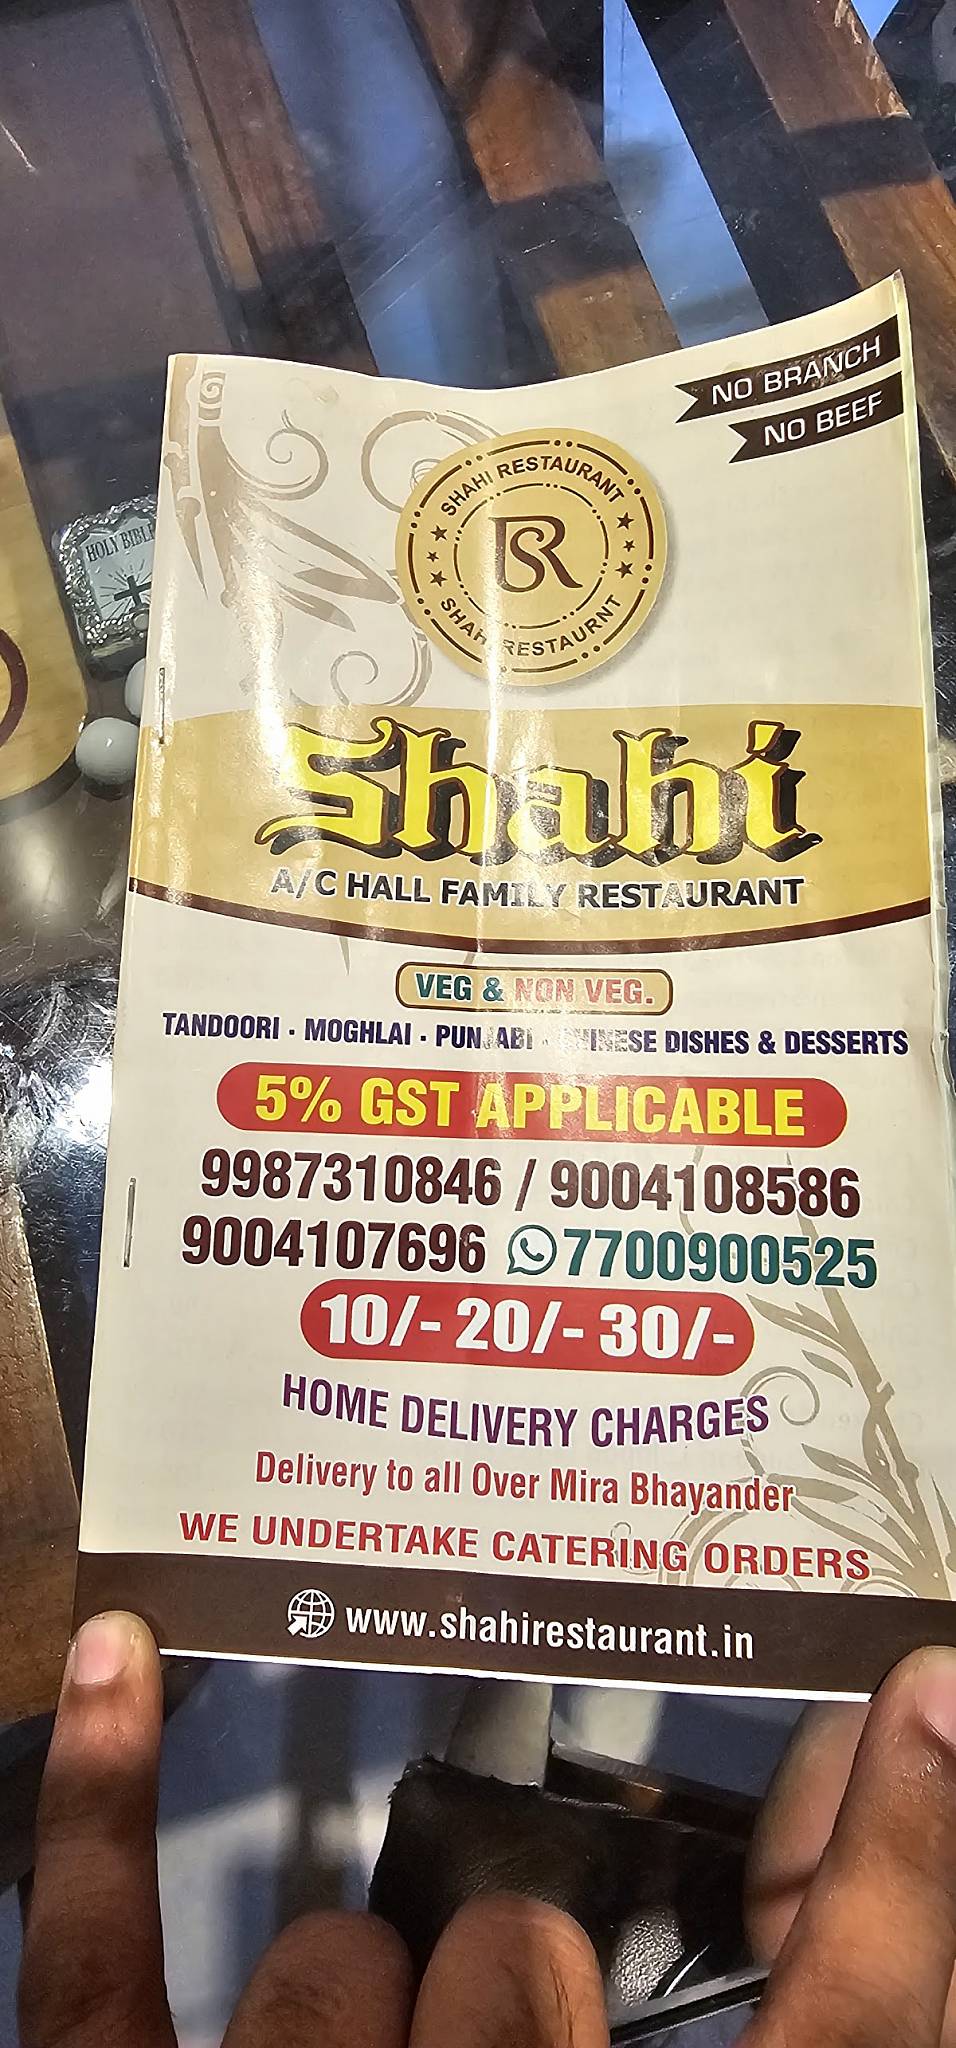 NO BRANCH
NO BEEF
HOLY BIBLE
SHAHI RESTAURANT
SR
SHAHI RESTAURNT
Shahi
A/C HALL FAMILY RESTAURANT
VEG & NON VEG.
TANDOORI · MOGHLAI · PUNJABI · CHINESE DISHES & DESSERTS
5% GST APPLICABLE
9987310846 / 9004108586
9004107696 7700900525
10/- 20/- 30/-
HOME DELIVERY CHARGES
Delivery to all Over Mira Bhayander
WE UNDERTAKE CATERING ORDERS
www.shahirestaurant.in